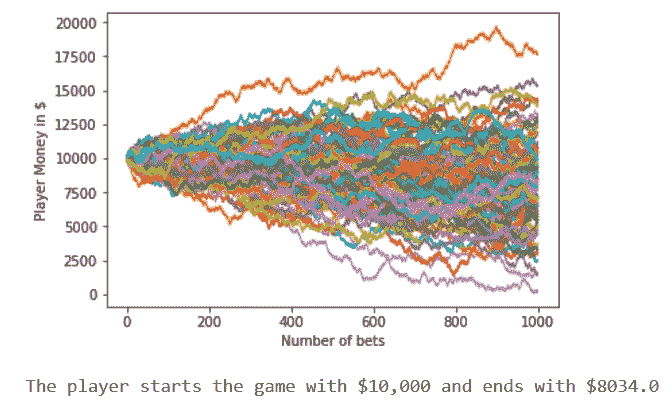 20000
17500
15000
12500
10000
7500
5000
2500
0
Player Money in $
0 200 400 600 800 1000
Number of bets
The player starts the game with $10,000 and ends with $8034.0